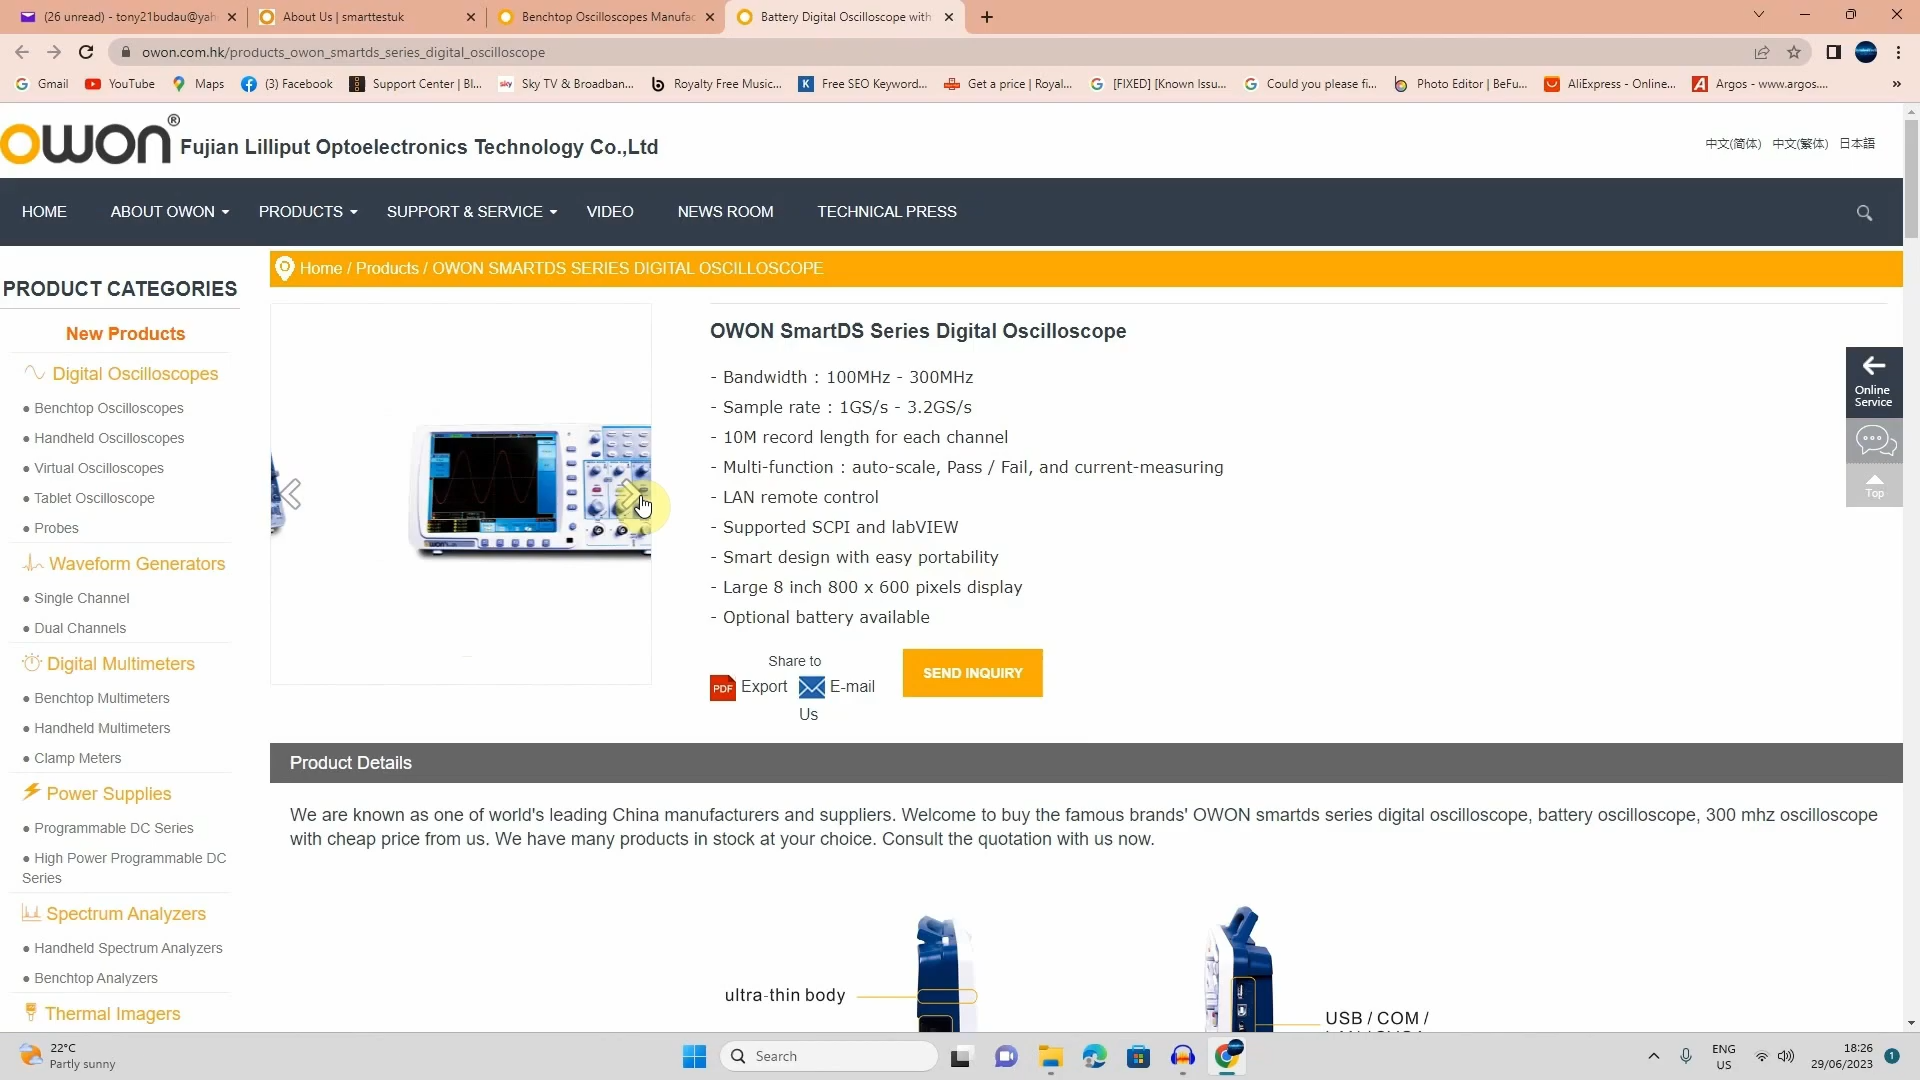 (26 unread) - tony21budau@yah
About Us | smarttestuk
Benchtop Oscilloscopes Manufac
Battery Digital Oscilloscope with
owon.com.hk/products_owon_smartds_series_digital_oscilloscope
Gmail
YouTube
Maps
(3) Facebook
Support Center | Bl...
sky
Sky TV & Broadban...
Royalty Free Music...
Free SEO Keyword...
Get a price | Royal...
[FIXED] [Known Issu...
Could you please fi...
Photo Editor | BeFu...
AliExpress - Online...
Argos - www.argos....
owon®
Fujian Lilliput Optoelectronics Technology Co.,Ltd
中文(简体) 中文(繁体) 日本語
HOME
ABOUT OWON
PRODUCTS
SUPPORT & SERVICE
VIDEO
NEWS ROOM
TECHNICAL PRESS
Home / Products / OWON SMARTDS SERIES DIGITAL OSCILLOSCOPE
PRODUCT CATEGORIES
New Products
Digital Oscilloscopes
● Benchtop Oscilloscopes
● Handheld Oscilloscopes
● Virtual Oscilloscopes
● Tablet Oscilloscope
● Probes
Waveform Generators
● Single Channel
● Dual Channels
Digital Multimeters
● Benchtop Multimeters
● Handheld Multimeters
● Clamp Meters
Power Supplies
● Programmable DC Series
● High Power Programmable DC
Series
Spectrum Analyzers
● Handheld Spectrum Analyzers
● Benchtop Analyzers
Thermal Imagers
OWON SmartDS Series Digital Oscilloscope
- Bandwidth : 100MHz - 300MHz
- Sample rate : 1GS/s - 3.2GS/s
- 10M record length for each channel
- Multi-function : auto-scale, Pass / Fail, and current-measuring
- LAN remote control
- Supported SCPI and labVIEW
- Smart design with easy portability
- Large 8 inch 800 x 600 pixels display
- Optional battery available
Share to
PDF Export
E-mail
Us
SEND INQUIRY
Online
Service
Top
Product Details
We are known as one of world's leading China manufacturers and suppliers. Welcome to buy the famous brands' OWON smartds series digital oscilloscope, battery oscilloscope, 300 mhz oscilloscope
with cheap price from us. We have many products in stock at your choice. Consult the quotation with us now.
ultra-thin body
USB / COM /
22°C
Partly sunny
Search
ENG
US
18:26
29/06/2023
1